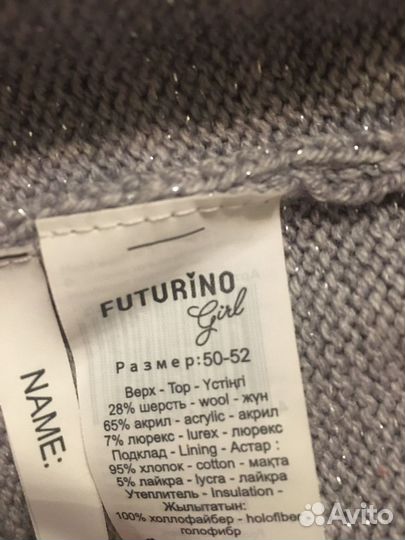 FUTURINO
Girl
Размер:50-52
Верх - Top - Үстіңгі
28% шерсть - wool - жүн
65% акрил - acrylic - акрил
7% люрекс - lurex - люрекс
Подклад - Lining - Астар :
95% хлопок - cotton - мақта
5% лайкра - lycra - лайкра
Утеплитель - Insulation -
Жылытатын:
100% холлофайбер - holofiber
голофибр
NAME:
Avito